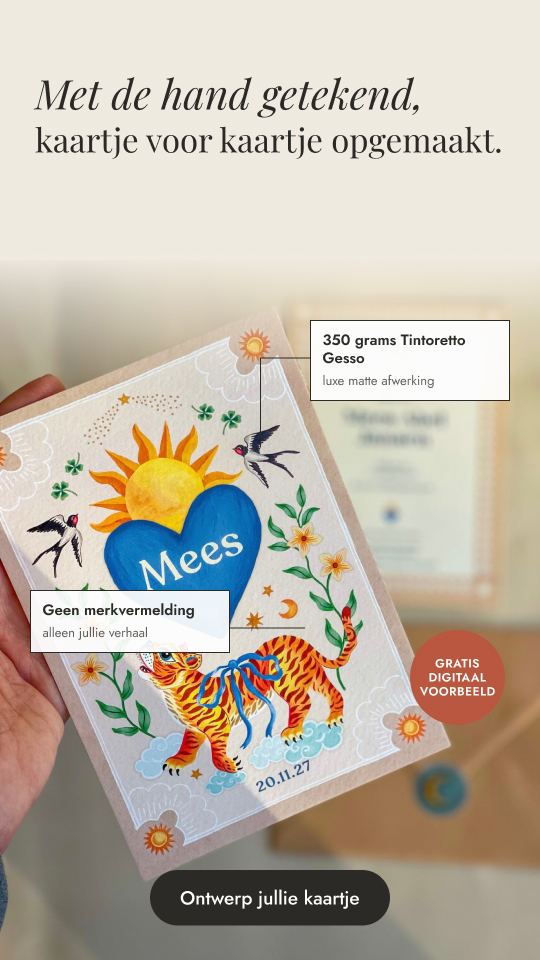 Met de hand getekend,
kaartje voor kaartje opgemaakt.
350 grams Tintoretto
Gesso
luxe matte afwerking
Mees
Geen merkvermelding
alleen jullie verhaal
GRATIS
DIGITAAL
VOORBEELD
20.11.27
Ontwerp jullie kaartje